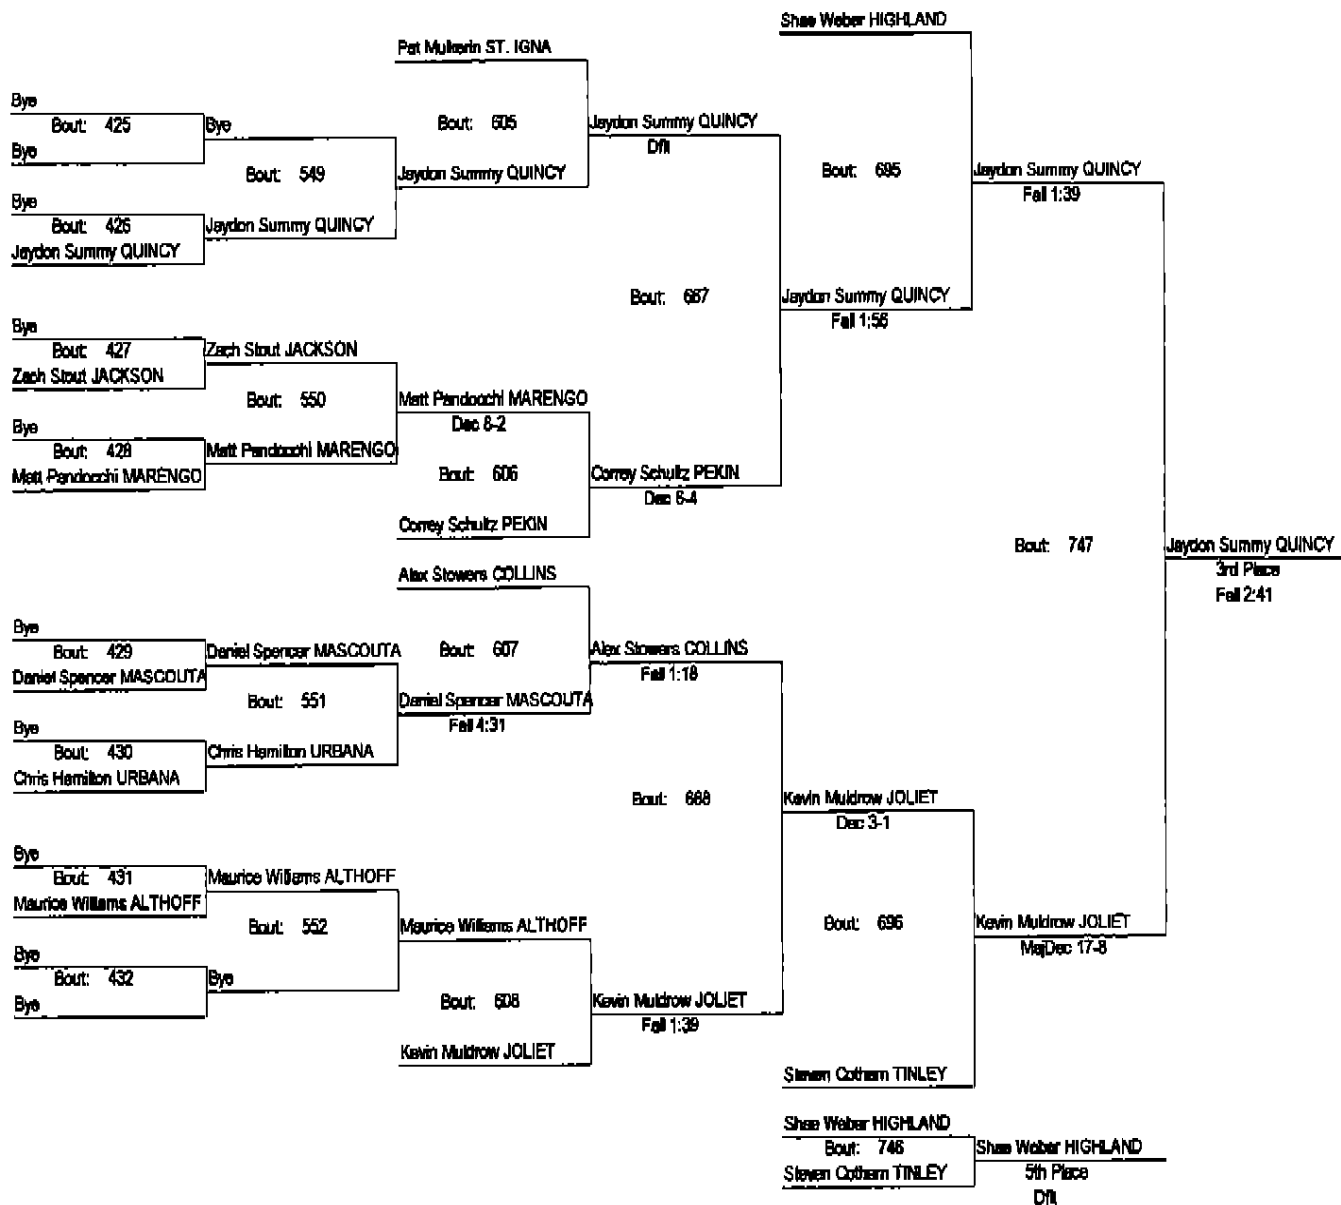 Shae Weber HIGHLAND
Pat Mulkerin ST. IGNA
Bye
Bout: 425
Bye
Bye
Bout: 605
Jaydon Summy QUINCY
Dflt
Bout: 549
Jaydon Summy QUINCY
Bout: 695
Jaydon Summy QUINCY
Fall 1:39
Bye
Bout: 426
Jaydon Summy QUINCY
Jaydon Summy QUINCY
Bout: 667
Jaydon Summy QUINCY
Fall 1:56
Bye
Bout: 427
Zach Stout JACKSON
Zach Stout JACKSON
Bout: 550
Matt Pandocchi MARENGO
Dec 8-2
Bye
Bout: 428
Matt Pandocchi MARENGO
Matt Pandocchi MARENGO
Bout: 606
Correy Schultz PEKIN
Dec 6-4
Correy Schultz PEKIN
Bout: 747
Jaydon Summy QUINCY
3rd Place
Fall 2:41
Alex Stowers COLLINS
Bye
Bout: 429
Daniel Spencer MASCOUTA
Daniel Spencer MASCOUTA
Bout: 607
Alex Stowers COLLINS
Fall 1:18
Bout: 551
Daniel Spencer MASCOUTA
Fall 4:31
Bye
Bout: 430
Chris Hamilton URBANA
Chris Hamilton URBANA
Bout: 668
Kevin Muldrow JOLIET
Dec 3-1
Bye
Bout: 431
Maurice Williams ALTHOFF
Maurice Williams ALTHOFF
Bout: 552
Maurice Williams ALTHOFF
Bout: 696
Kevin Muldrow JOLIET
MajDec 17-8
Bye
Bout: 432
Bye
Bye
Bout: 608
Kevin Muldrow JOLIET
Fall 1:39
Kevin Muldrow JOLIET
Steven Cotham TINLEY
Shae Weber HIGHLAND
Bout: 746
Steven Cotham TINLEY
Shae Weber HIGHLAND
5th Place
Dflt